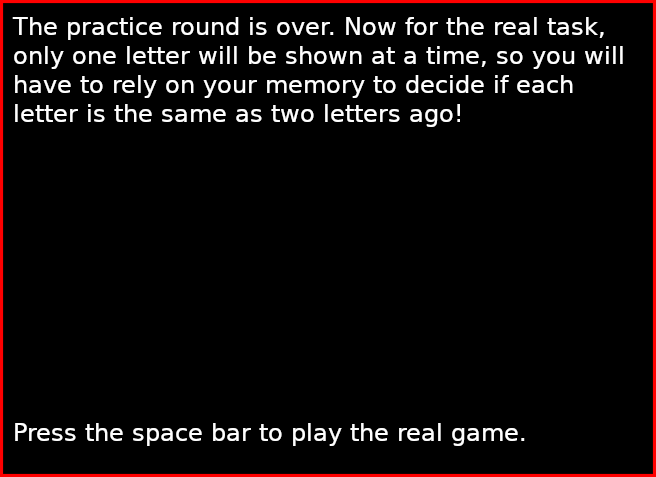 The practice round is over. Now for the real task,
only one letter will be shown at a time, so you will
have to rely on your memory to decide if each
letter is the same as two letters ago!
Press the space bar to play the real game.